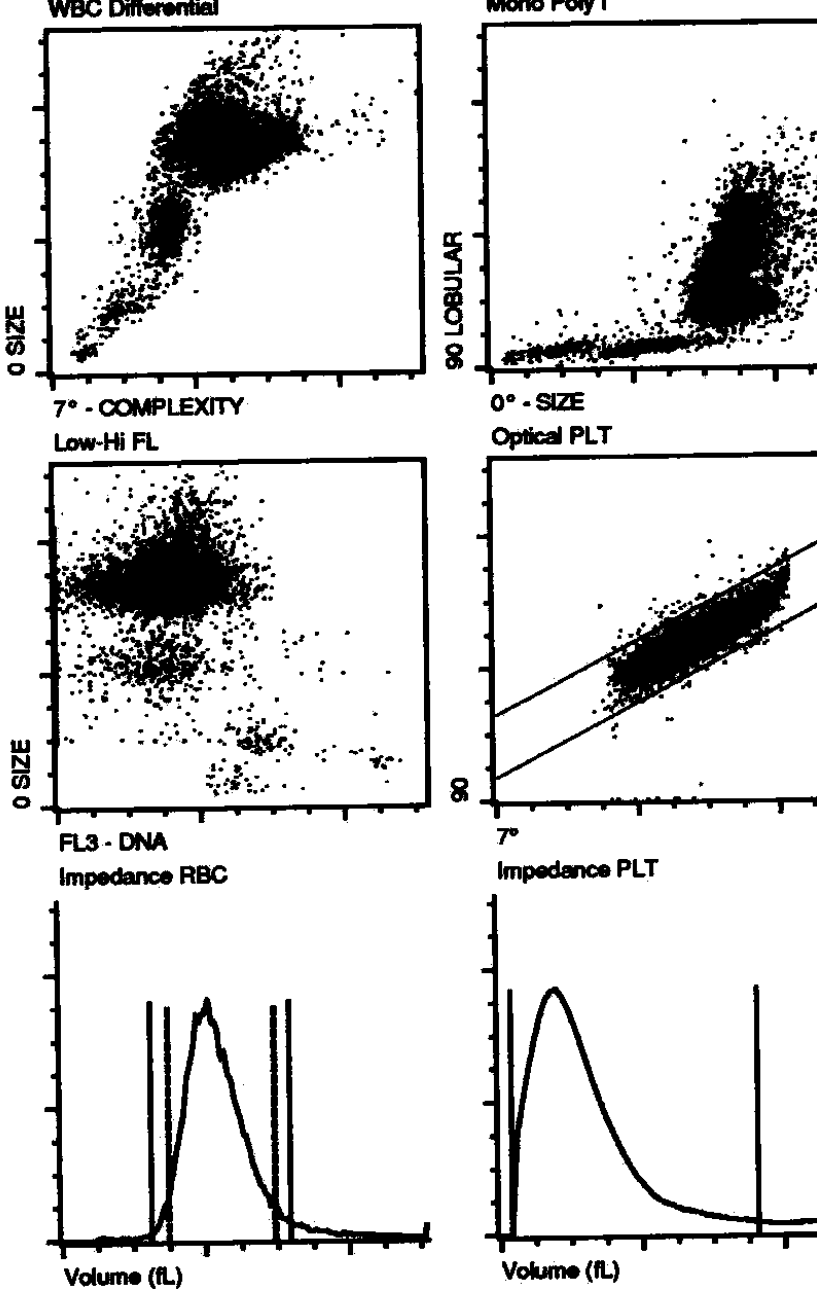 WBC Differential
Mono Poly I
0 SIZE
90 LOBULAR
7° - COMPLEXITY
0° - SIZE
Low-Hi FL
Optical PLT
0 SIZE
90
FL3 - DNA
7°
Impedance RBC
Impedance PLT
Volume (fL)
Volume (fL)